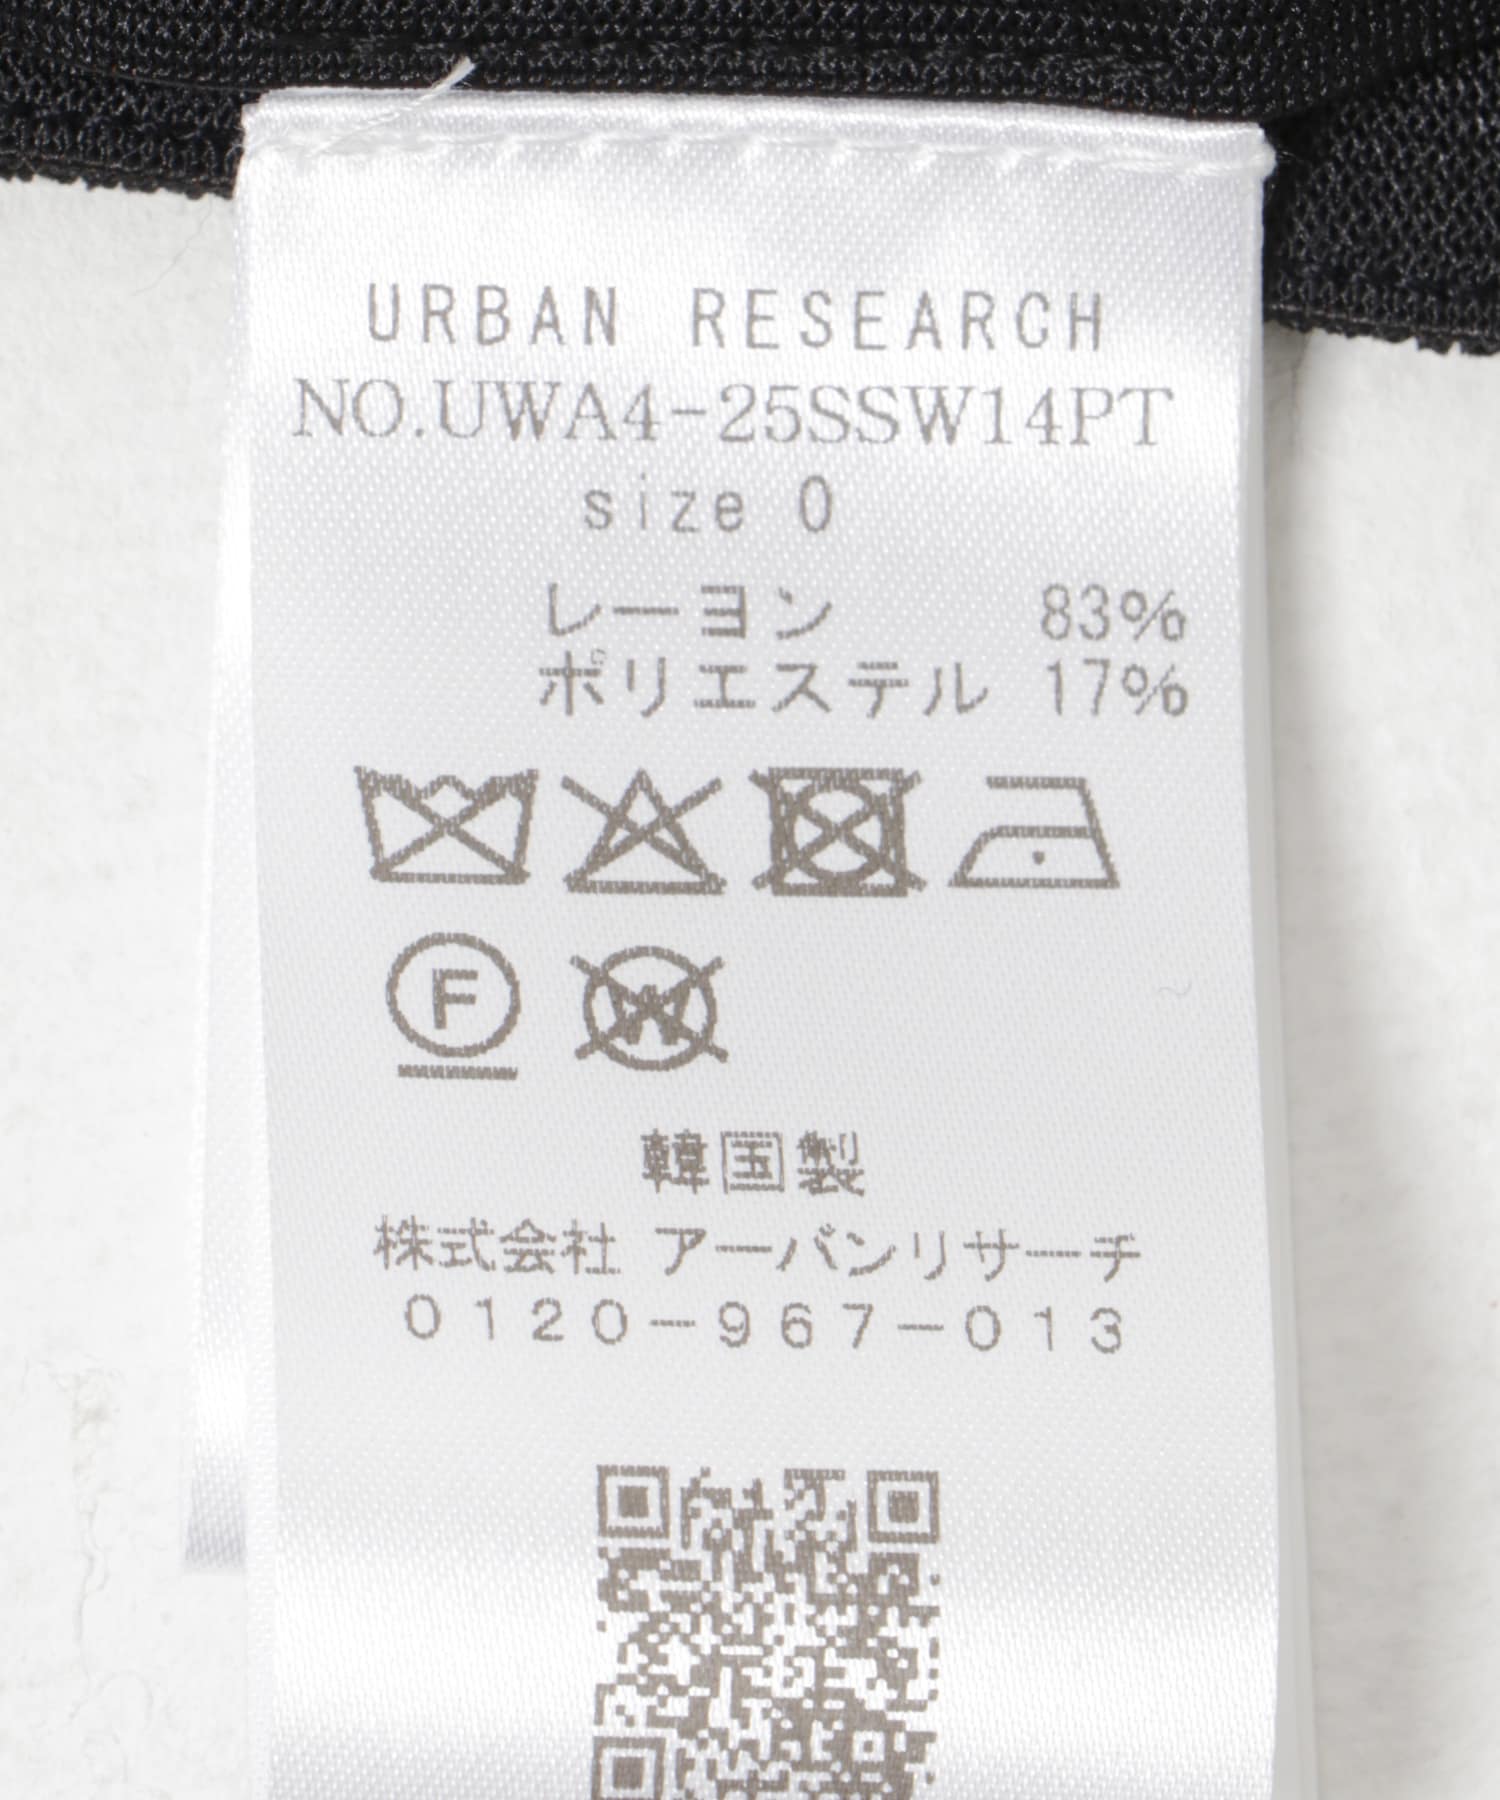 URBAN RESEARCH
NO.UWA4-25SSW14PT
size 0
レーヨン 83%
ポリエステル 17%
F
W
韓国製
株式会社 アーバンリサーチ
0120-967-013